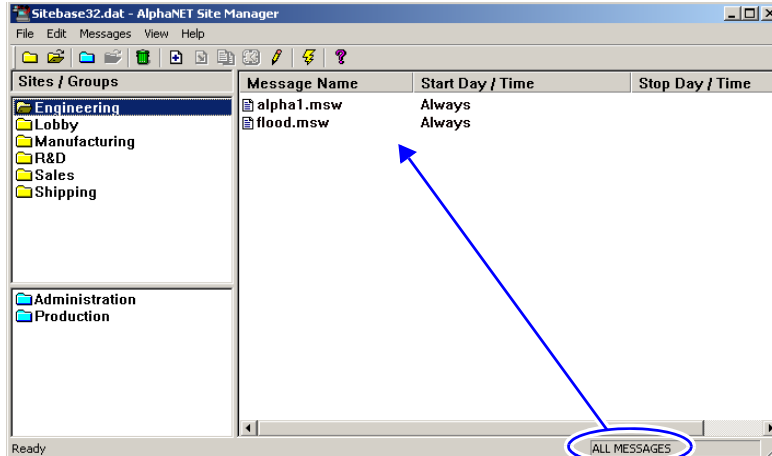 Sitebase32.dat - AlphaNET Site Manager
File Edit Messages View Help
Sites / Groups
Message Name Start Day / Time Stop Day / Time
Engineering
Lobby
Manufacturing
R&D
Sales
Shipping
alpha1.msw Always
flood.msw Always
Administration
Production
Ready
ALL MESSAGES